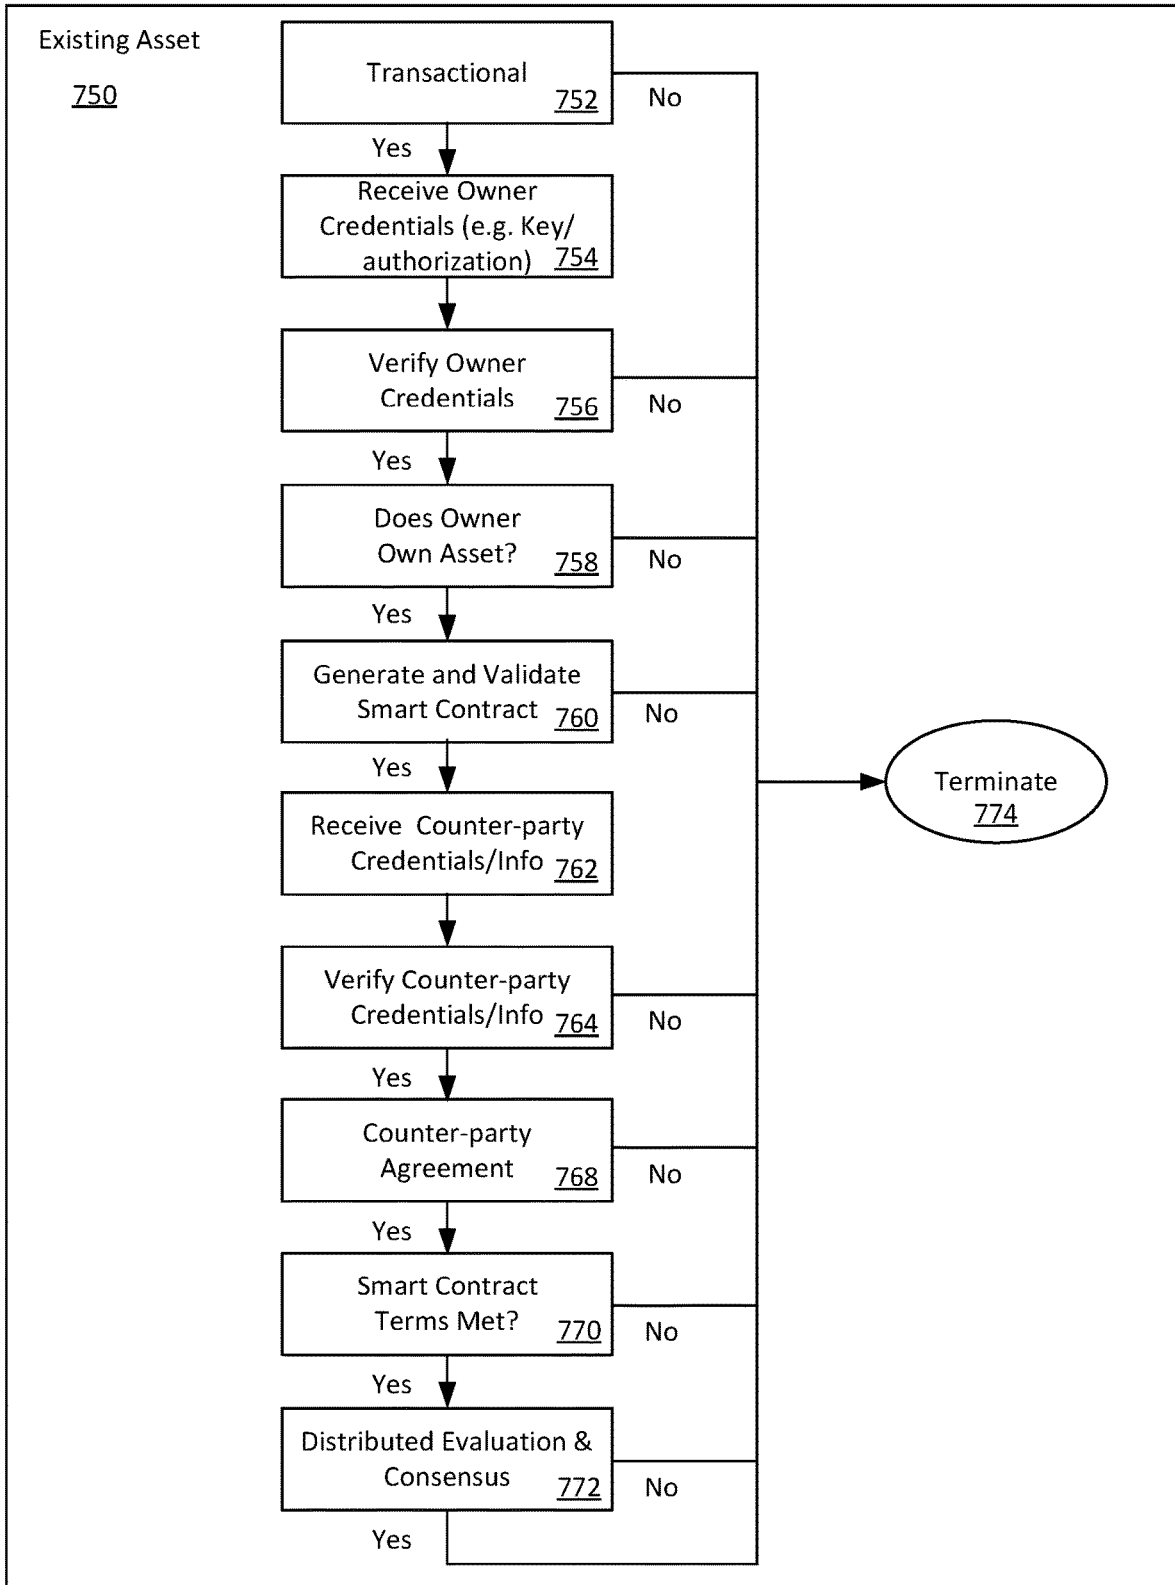 Existing Asset
750
Transactional
752
No
Yes
Receive Owner
Credentials (e.g. Key/
authorization) 754
Verify Owner
Credentials 756
No
Yes
Does Owner
Own Asset? 758
No
Yes
Generate and Validate
Smart Contract 760
No
Yes
Receive Counter-party
Credentials/Info 762
Verify Counter-party
Credentials/Info 764
No
Yes
Counter-party
Agreement 768
No
Yes
Smart Contract
Terms Met? 770
No
Yes
Distributed Evaluation &
Consensus 772
No
Yes
Terminate
774